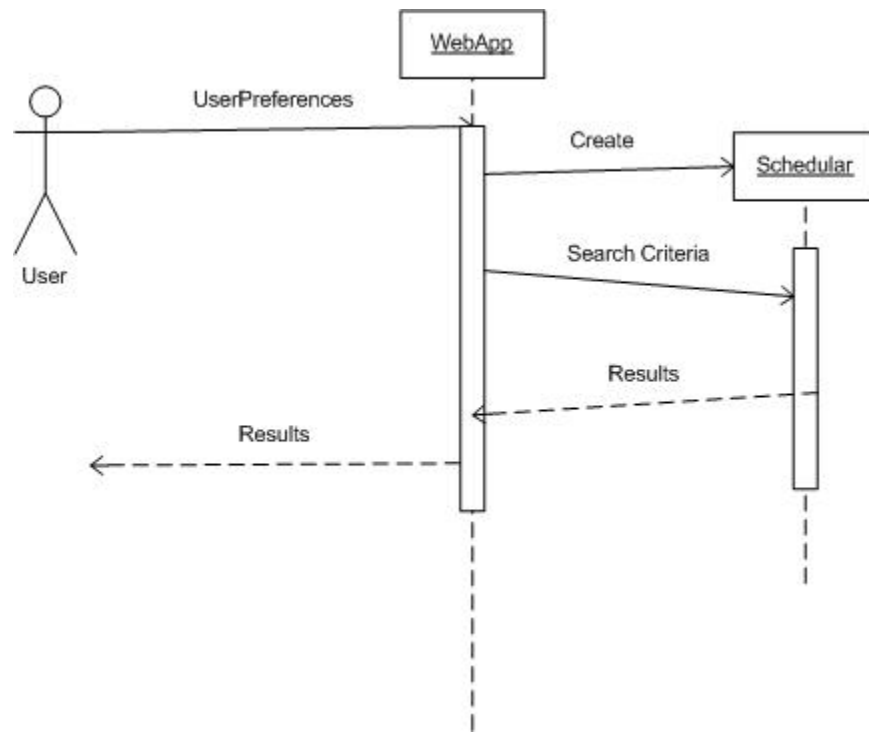 WebApp
UserPreferences
Create
Schedular
Search Criteria
User
Results
Results